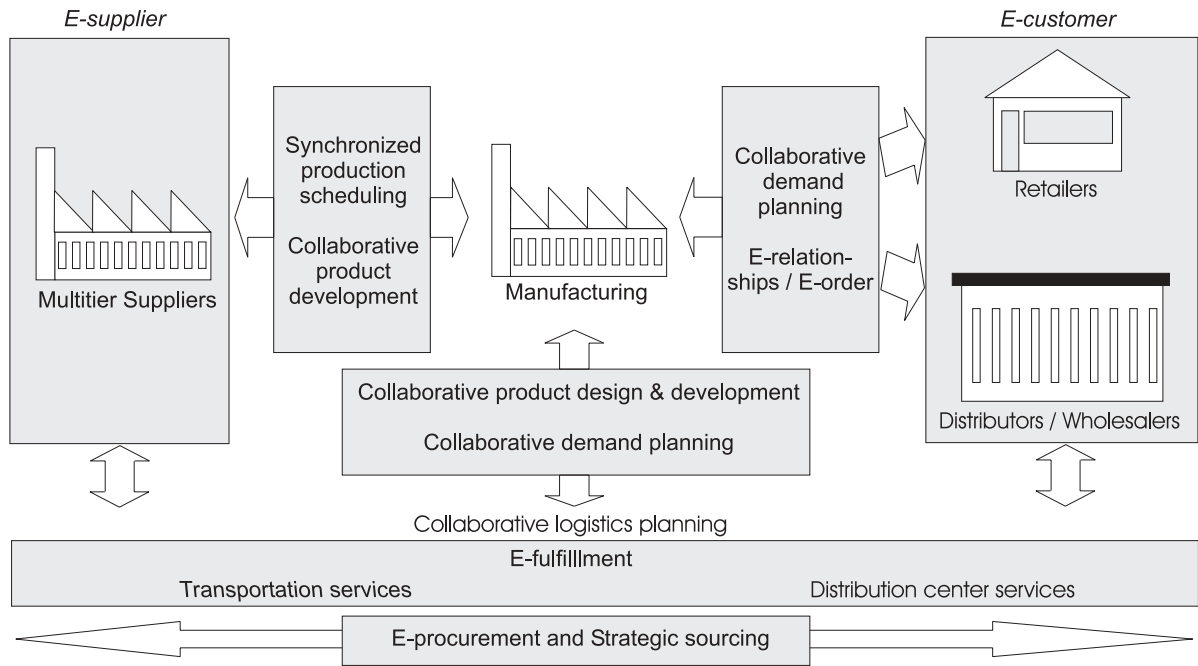 E-supplier
E-customer
Synchronized
production
scheduling
Collaborative
product
development
Multitier Suppliers
Manufacturing
Collaborative
demand
planning
E-relation-
ships / E-order
Retailers
Distributors / Wholesalers
Collaborative product design & development
Collaborative demand planning
Collaborative logistics planning
E-fulfilllment
Transportation services
Distribution center services
E-procurement and Strategic sourcing